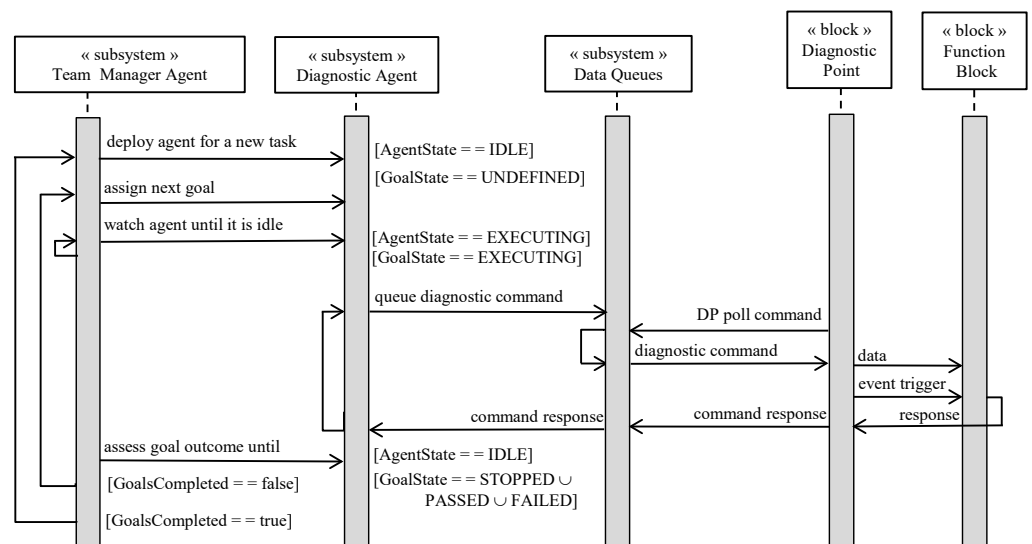 « subsystem »
Team Manager Agent
« subsystem »
Diagnostic Agent
« subsystem »
Data Queues
« block »
Diagnostic
Point
« block »
Function
Block
deploy agent for a new task
[AgentState = = IDLE]
[GoalState = = UNDEFINED]
assign next goal
watch agent until it is idle
[AgentState = = EXECUTING]
[GoalState = = EXECUTING]
queue diagnostic command
DP poll command
diagnostic command
data
event trigger
command response
command response
response
assess goal outcome until
[AgentState = = IDLE]
[GoalState = = STOPPED ∪
PASSED ∪ FAILED]
[GoalsCompleted = = false]
[GoalsCompleted = = true]